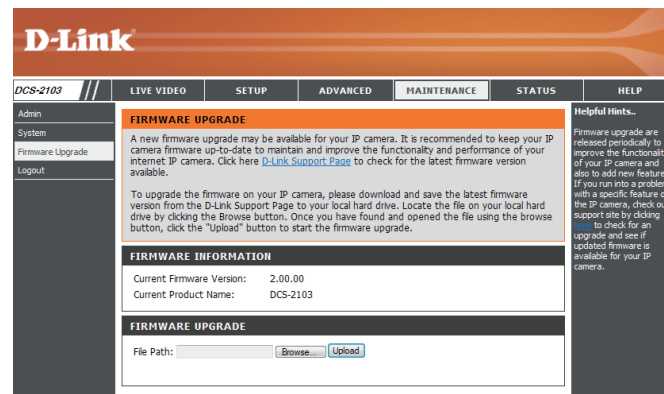 D-Link
DCS-2103 // LIVE VIDEO SETUP ADVANCED MAINTENANCE STATUS HELP
Admin
System
Firmware Upgrade
Logout
FIRMWARE UPGRADE
A new firmware upgrade may be available for your IP camera. It is recommended to keep your IP
camera firmware up-to-date to maintain and improve the functionality and performance of your
internet IP camera. Click here D-Link Support Page to check for the latest firmware version
available.
To upgrade the firmware on your IP camera, please download and save the latest firmware
version from the D-Link Support Page to your local hard drive. Locate the file on your local hard
drive by clicking the Browse button. Once you have found and opened the file using the browse
button, click the "Upload" button to start the firmware upgrade.
FIRMWARE INFORMATION
Current Firmware Version: 2.00.00
Current Product Name: DCS-2103
FIRMWARE UPGRADE
File Path: Browse... Upload
Helpful Hints..
Firmware upgrade are
released periodically to
improve the functionalit
of your IP camera and
also to add new feature
If you run into a problem
with a specific feature o
the IP camera, check ou
support site by clicking
here to check for an
upgrade and see if
updated firmware is
available for your IP
camera.